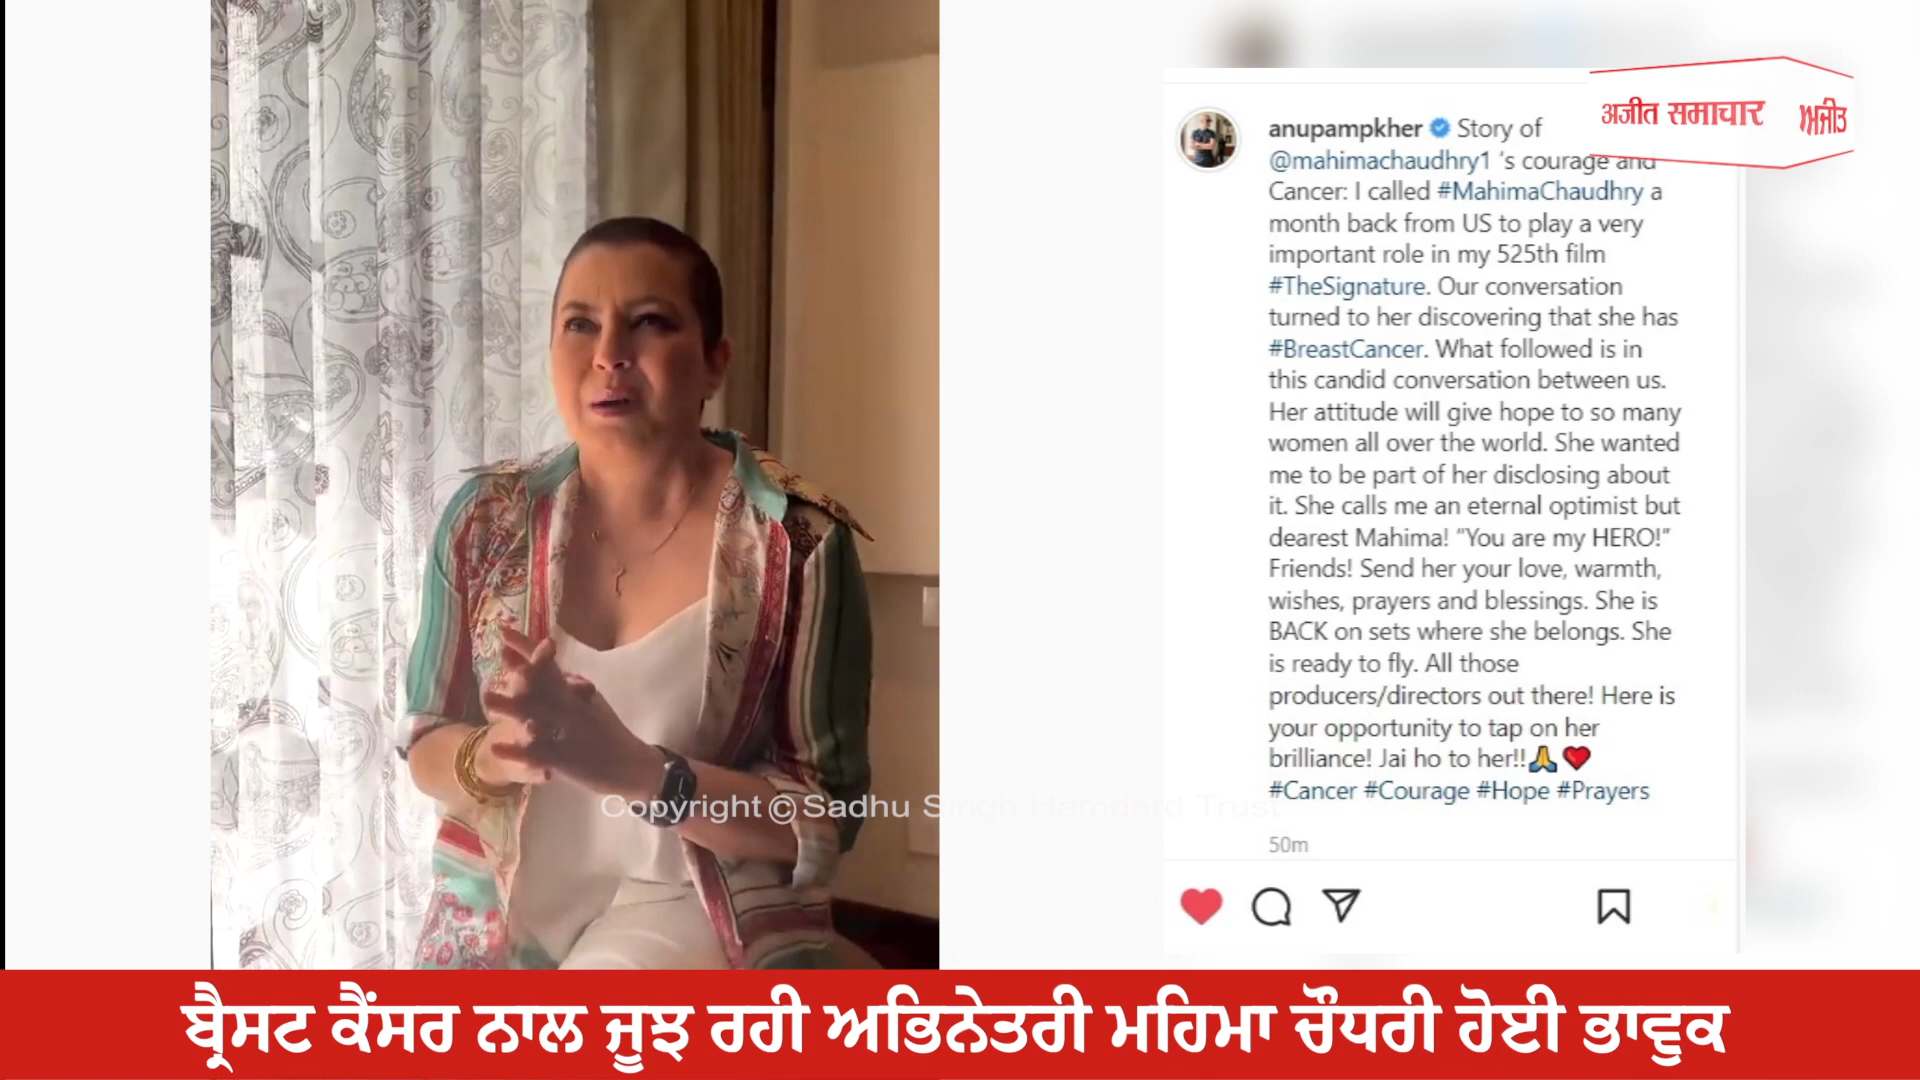 अजीत समाचार ਅਜੀਤ
anupampkher Story of
@mahimachaudhry1 's courage and
Cancer: I called #MahimaChaudhry a
month back from US to play a very
important role in my 525th film
#TheSignature. Our conversation
turned to her discovering that she has
#BreastCancer. What followed is in
this candid conversation between us.
Her attitude will give hope to so many
women all over the world. She wanted
me to be part of her disclosing about
it. She calls me an eternal optimist but
dearest Mahima! “You are my HERO!”
Friends! Send her your love, warmth,
wishes, prayers and blessings. She is
BACK on sets where she belongs. She
is ready to fly. All those
producers/directors out there! Here is
your opportunity to tap on her
brilliance! Jai ho to her!!🙏❤️
#Cancer #Courage #Hope #Prayers
50m
Copyright © Sadhu Singh Hamdard Trust
ਬ੍ਰੈਸਟ ਕੈਂਸਰ ਨਾਲ ਜੂਝ ਰਹੀ ਅਭਿਨੇਤਰੀ ਮਹਿਮਾ ਚੌਧਰੀ ਹੋਈ ਭਾਵੁਕ